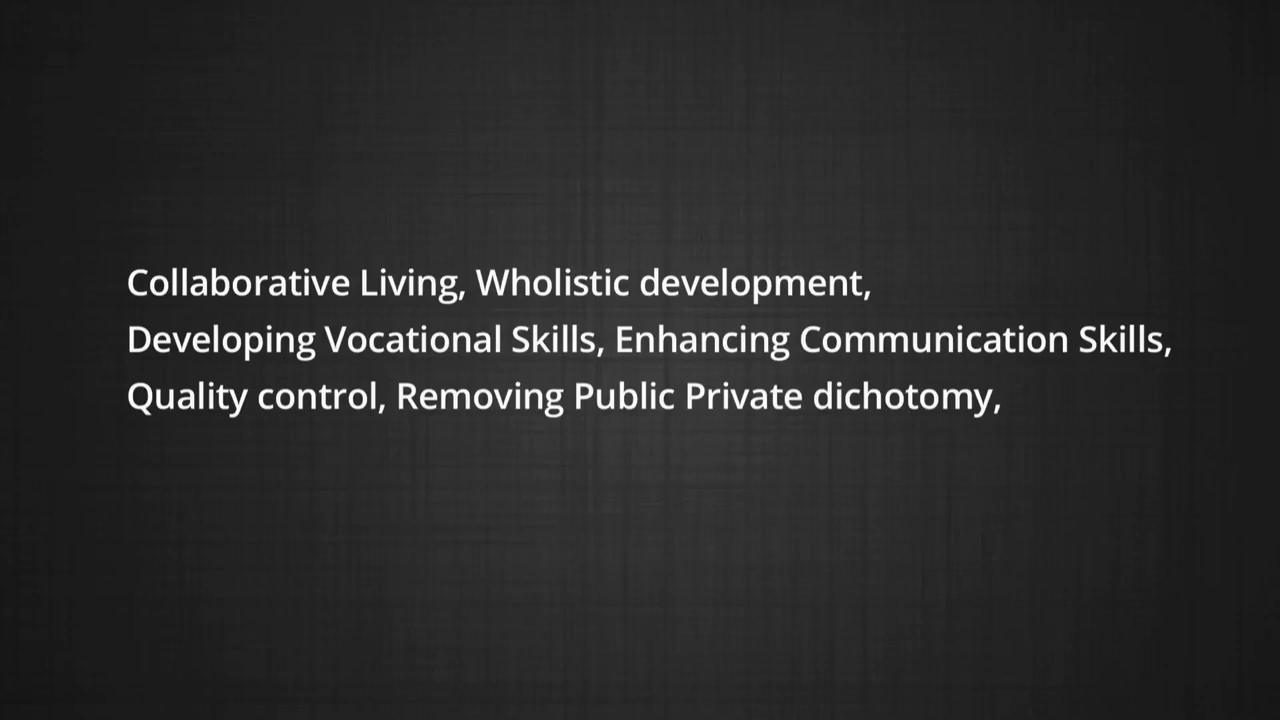 Collaborative Living, Wholistic development,
Developing Vocational Skills, Enhancing Communication Skills,
Quality control, Removing Public Private dichotomy,